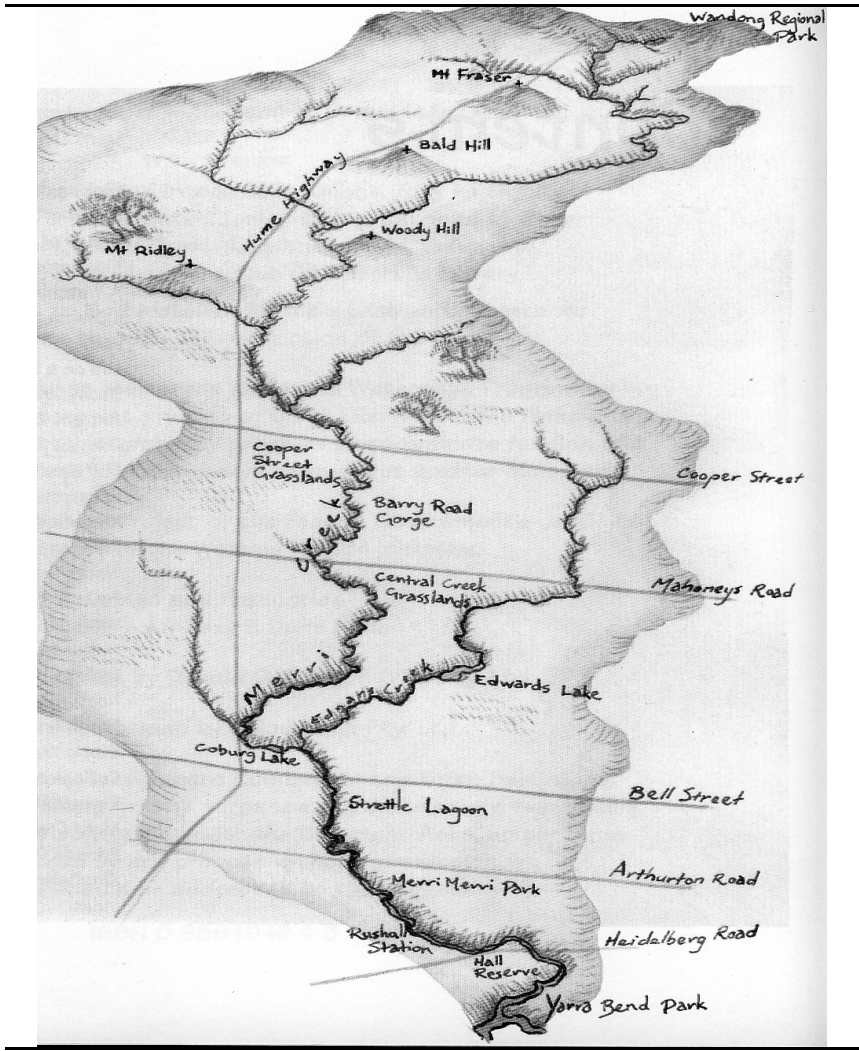 Wandong Regional
Park
Mt Fraser
Bald Hill
Hume Highway
Woody Hill
Mt Ridley
Cooper
Street
Grasslands
Cooper Street
Barry Road
Gorge
Creek
Central Creek
Grasslands
Mahoneys Road
Merri
Edgars Creek
Edwards Lake
Coburg Lake
Bell Street
Strettle Lagoon
Arthurton Road
Merri Merri Park
Rushall
Station
Heidelberg Road
Hall
Reserve
Yarra Bend Park